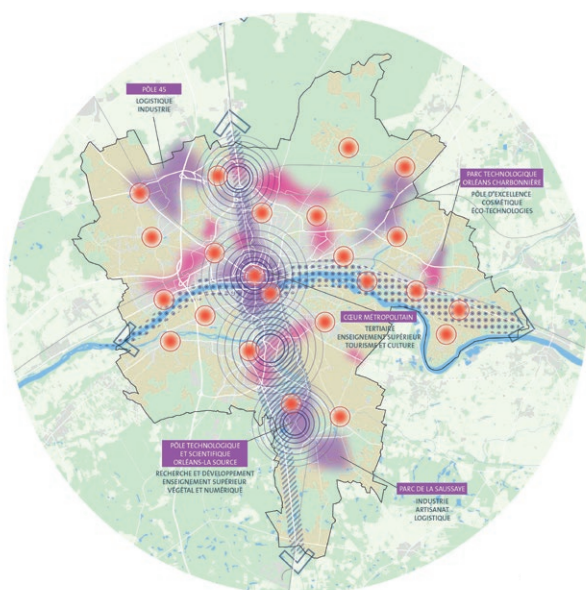 PÔLE 45
LOGISTIQUE
INDUSTRIE
PARC TECHNOLOGIQUE
ORLÉANS CHARBONNIÈRE
PÔLE D'EXCELLENCE
COSMÉTIQUE
ECO-TECHNOLOGIES
CŒUR MÉTROPOLITAIN
TERTIAIRE
ENSEIGNEMENT SUPÉRIEUR
TOURISME ET CULTURE
PÔLE TECHNOLOGIQUE
ET SCIENTIFIQUE
ORLÉANS-LA SOURCE
RECHERCHE ET DÉVELOPPEMENT
ENSEIGNEMENT SUPÉRIEUR
VÉGÉTAL ET NUMÉRIQUE
PARC DE LA SAUSSAYE
INDUSTRIE
ARTISANAT
LOGISTIQUE